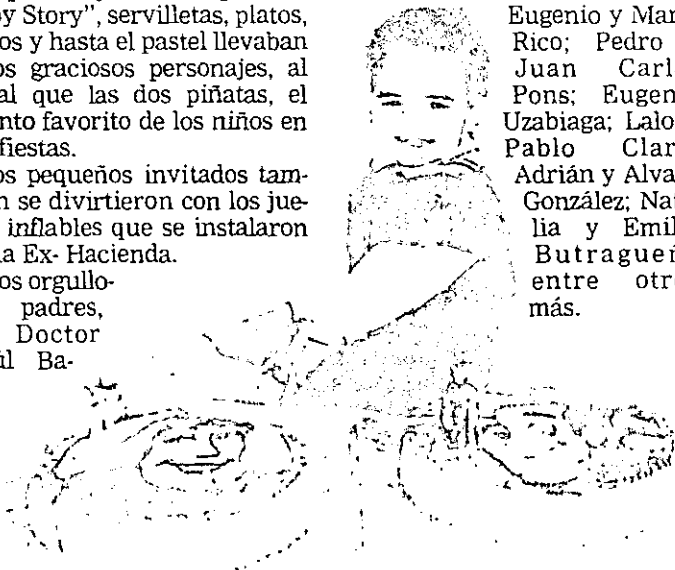 y Story", servilletas, platos,
os y hasta el pastel llevaban
os graciosos personajes, al
al que las dos piñatas, el
nto favorito de los niños en
fiestas.
os pequeños invitados tam-
n se divirtieron con los jue-
inflables que se instalaron
a Ex- Hacienda.
os orgullo-
padres,
Doctor
Ba-
Eugenio y Mar
Rico; Pedro
Juan Carl
Pons; Eugen
Uzabiaga; Lalo
Pablo Clar
Adrián y Alva
González; Na
lia y Emil
Butragueñ
entre otr
más.